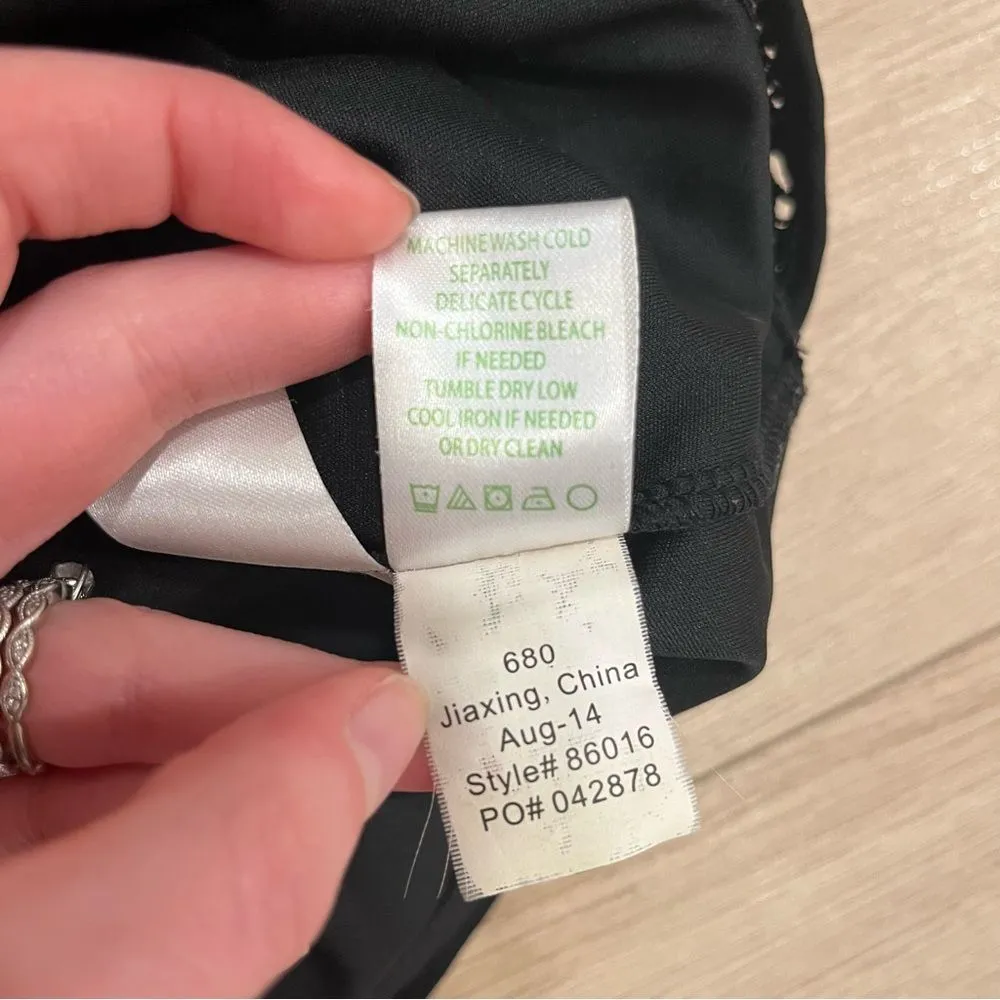 MACHINE WASH COLD
SEPARATELY
DELICATE CYCLE
NON-CHLORINE BLEACH
IF NEEDED
TUMBLE DRY LOW
COOL IRON IF NEEDED
OR DRY CLEAN
680
Jiaxing, China
Aug-14
Style# 86016
PO# 042878